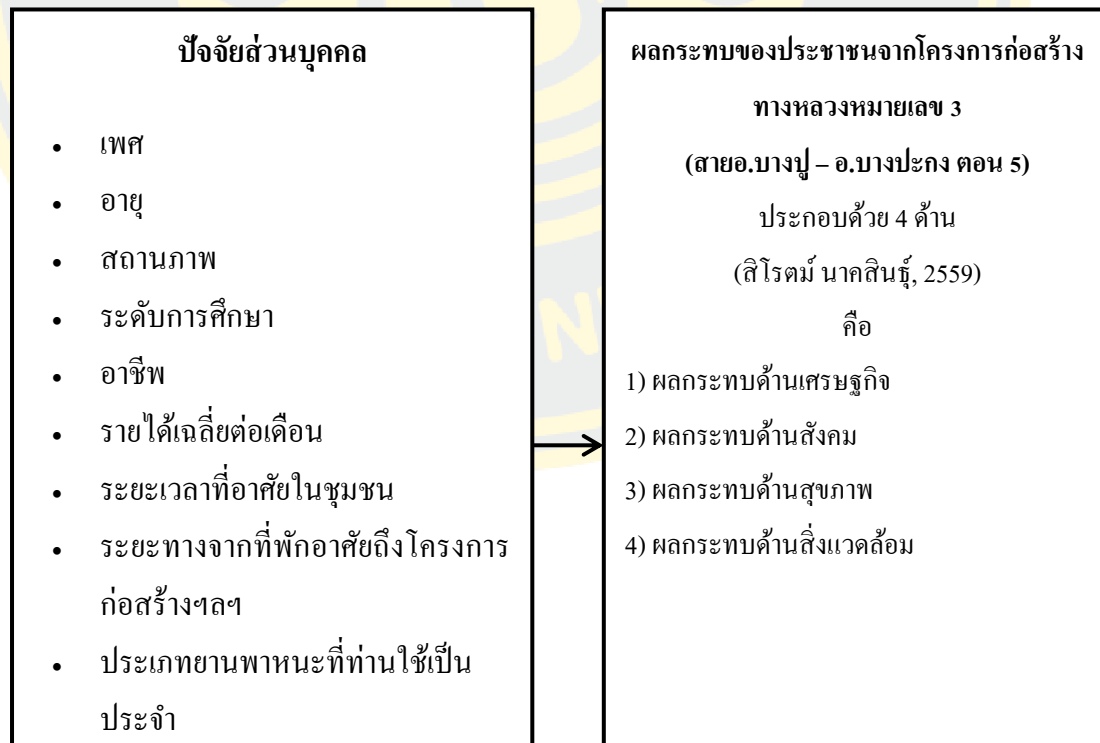 ปัจจัยส่วนบุคคล
• เพศ
• อายุ
• สถานภาพ
• ระดับการศึกษา
• อาชีพ
• รายได้เฉลี่ยต่อเดือน
• ระยะเวลาที่อาศัยในชุมชน
• ระยะทางจากที่พักอาศัยถึงโครงการ
ก่อสร้างฯลฯ
• ประเภทยานพาหนะที่ท่านใช้เป็น
ประจำ
ผลกระทบของประชาชนจากโครงการก่อสร้าง
ทางหลวงหมายเลข 3
(สายอ.บางปู – อ.บางปะกง ตอน 5)
ประกอบด้วย 4 ด้าน
(สิโรตม์ นาคสินธุ์, 2559)
คือ
1) ผลกระทบด้านเศรษฐกิจ
2) ผลกระทบด้านสังคม
3) ผลกระทบด้านสุขภาพ
4) ผลกระทบด้านสิ่งแวดล้อม